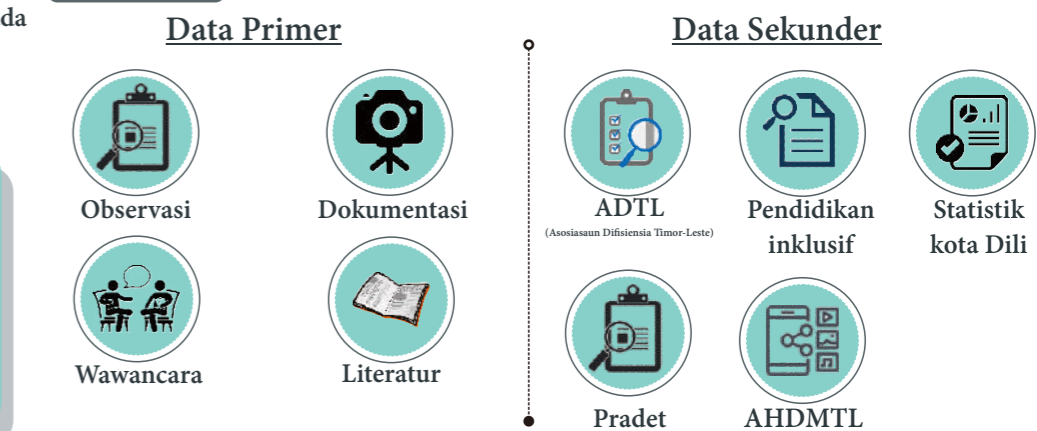 da
Data Primer
Observasi
Dokumentasi
Wawancara
Literatur
Data Sekunder
ADTL
(Asosiasaun Difisiensia Timor-Leste)
Pendidikan
inklusif
Statistik
kota Dili
Pradet
AHDMTL